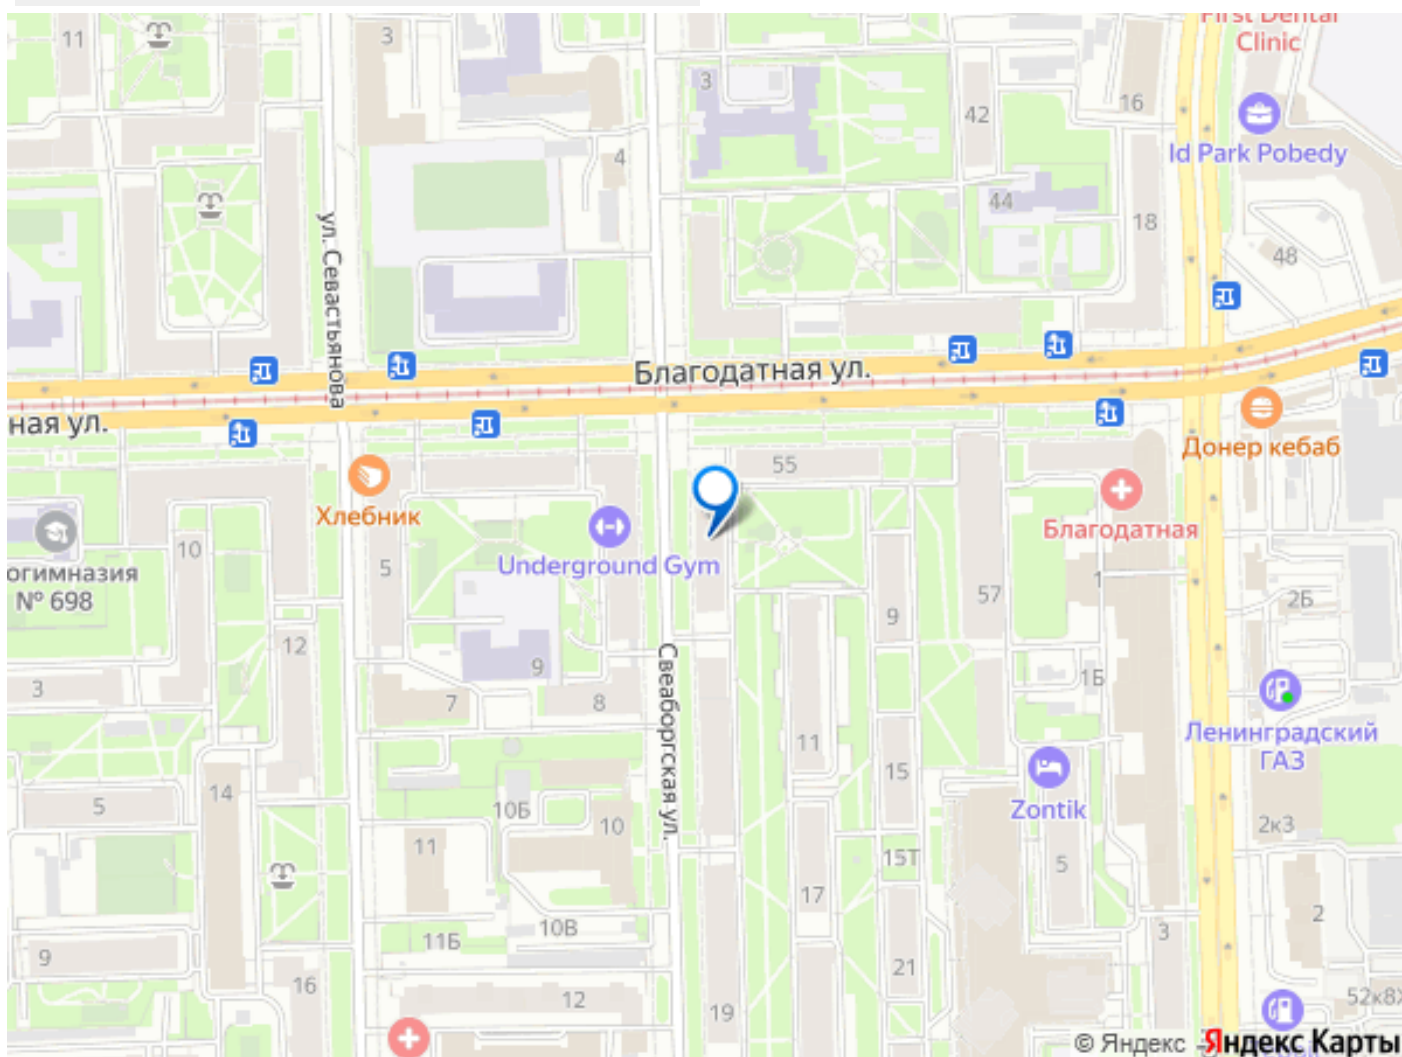 First Dental
Clinic
11
3
3
42
16
Id Park Pobedy
4
44
18
48
ул. Севастьянова
Благодатная ул.
ная ул.
Донер кебаб
55
Хлебник
Благодатная
Underground Gym
10
огимназия
№ 698
5
57
1
2Б
9
12
9
1Б
3
7
8
Свеаборгская ул.
Ленинградский
ГАЗ
11
15
14
5
10Б
10
Zontik
2к3
11
15Т
5
17
2
11Б
10В
3
9
21
16
12
19
52к8
© Яндекс
Яндекс Карты